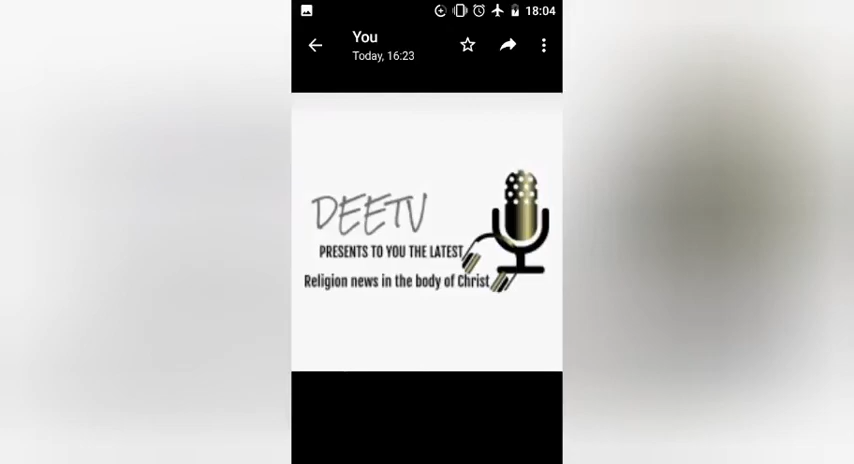 18:04
You
Today, 16:23
DEETV
PRESENTS TO YOU THE LATEST
Religion news in the body of Christ